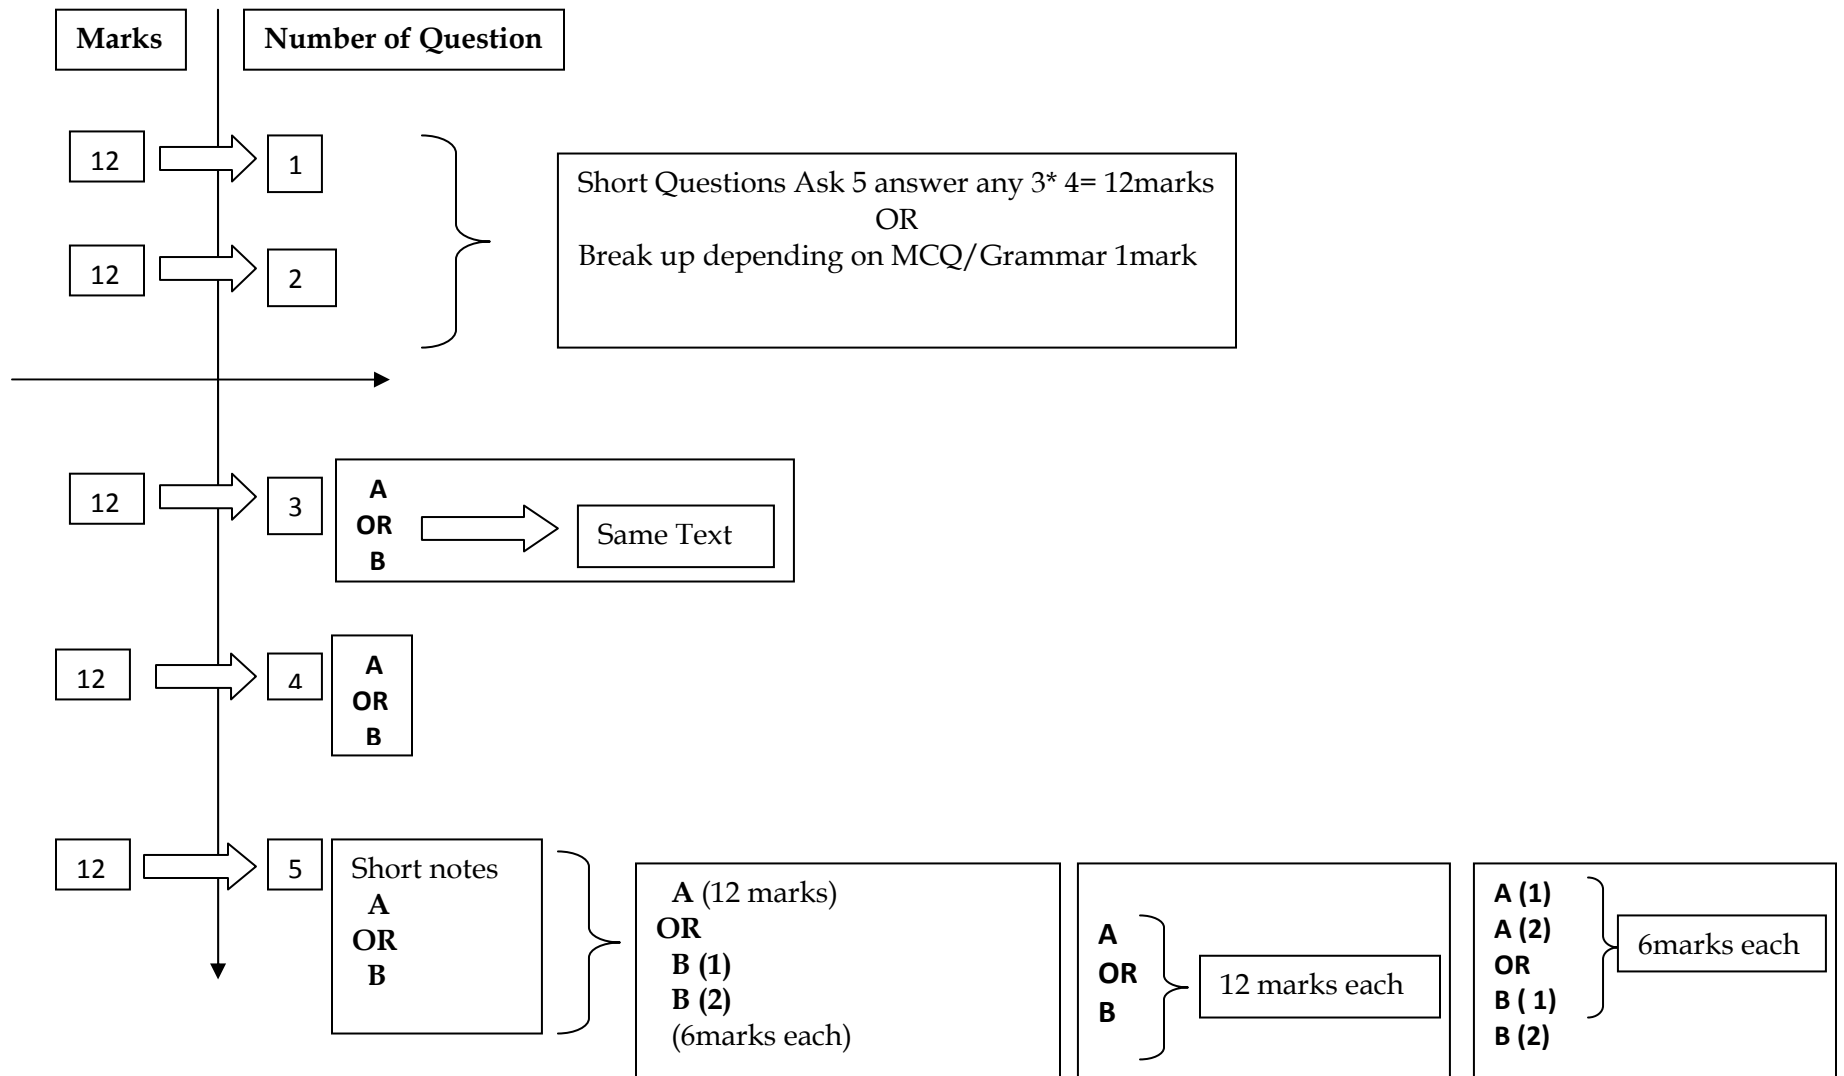 Marks
Number of Question
12
1
12
2
Short Questions Ask 5 answer any 3* 4= 12marks
OR
Break up depending on MCQ/Grammar 1mark
12
3
A
OR
B
Same Text
12
4
A
OR
B
12
5
Short notes
A
OR
B
A (12 marks)
OR
B (1)
B (2)
(6marks each)
A
OR
B
12 marks each
A (1)
A (2)
OR
B ( 1)
B (2)
6marks each